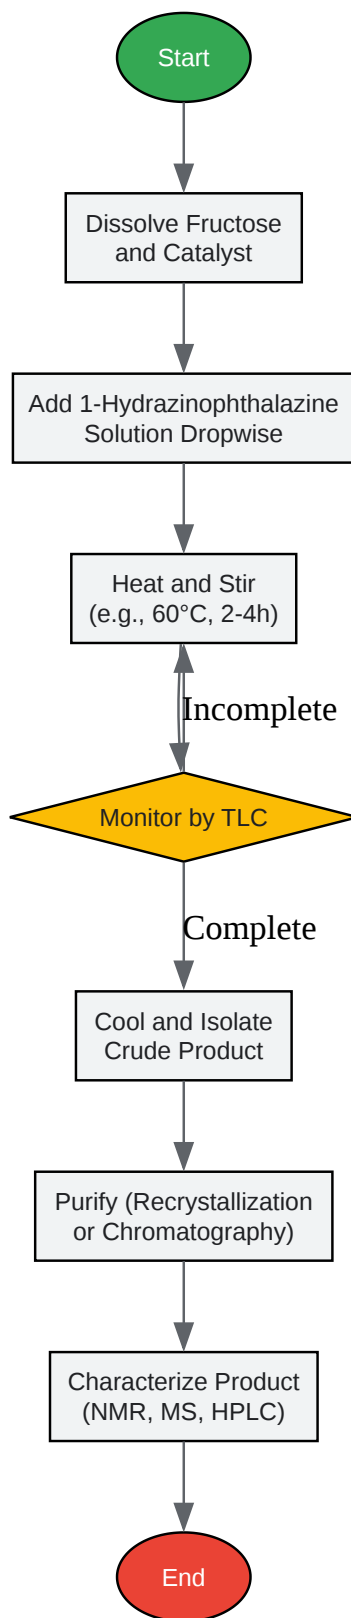 Start
Dissolve Fructose
and Catalyst
Add 1-Hydrazinophthalazine
Solution Dropwise
Heat and Stir
(e.g., 60°C, 2-4h)
Incomplete
Monitor by TLC
Complete
Cool and Isolate
Crude Product
Purify (Recrystallization
or Chromatography)
Characterize Product
(NMR, MS, HPLC)
End